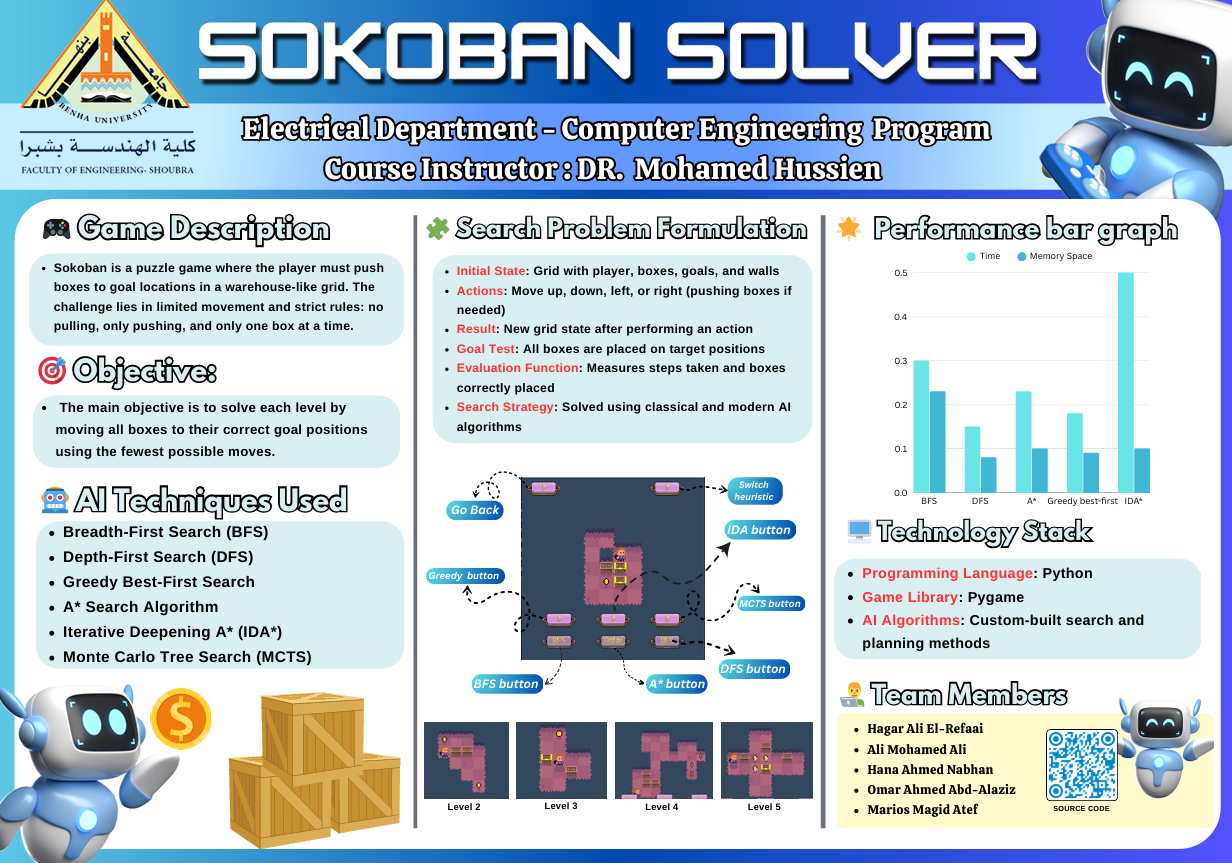 SOKOBAN SOLVER
جامعة
بنها
BENHA UNIVERSITY
كلية الهندسة بشبرا
FACULTY OF ENGINEERING- SHOUBRA
Electrical Department - Computer Engineering Program
Course Instructor : DR. Mohamed Hussien
Game Description
• Sokoban is a puzzle game where the player must push
boxes to goal locations in a warehouse-like grid. The
challenge lies in limited movement and strict rules: no
pulling, only pushing, and only one box at a time.
Objective:
• The main objective is to solve each level by
moving all boxes to their correct goal positions
using the fewest possible moves.
AI Techniques Used
• Breadth-First Search (BFS)
• Depth-First Search (DFS)
• Greedy Best-First Search
• A* Search Algorithm
• Iterative Deepening A* (IDA*)
• Monte Carlo Tree Search (MCTS)
Search Problem Formulation
• Initial State: Grid with player, boxes, goals, and walls
• Actions: Move up, down, left, or right (pushing boxes if
needed)
• Result: New grid state after performing an action
• Goal Test: All boxes are placed on target positions
• Evaluation Function: Measures steps taken and boxes
correctly placed
• Search Strategy: Solved using classical and modern AI
algorithms
Go Back
Switch
heuristic
IDA button
Greedy button
MCTS button
BFS button
A* button
DFS button
Level 2
Level 3
Level 4
Level 5
Performance bar graph
Time
Memory Space
0.5
0.4
0.3
0.2
0.1
0.0
BFS
DFS
A*
Greedy best-first
IDA*
Technology Stack
• Programming Language: Python
• Game Library: Pygame
• AI Algorithms: Custom-built search and
planning methods
Team Members
• Hagar Ali El-Refaai
• Ali Mohamed Ali
• Hana Ahmed Nabhan
• Omar Ahmed Abd-Alaziz
• Marios Magid Atef
SOURCE CODE